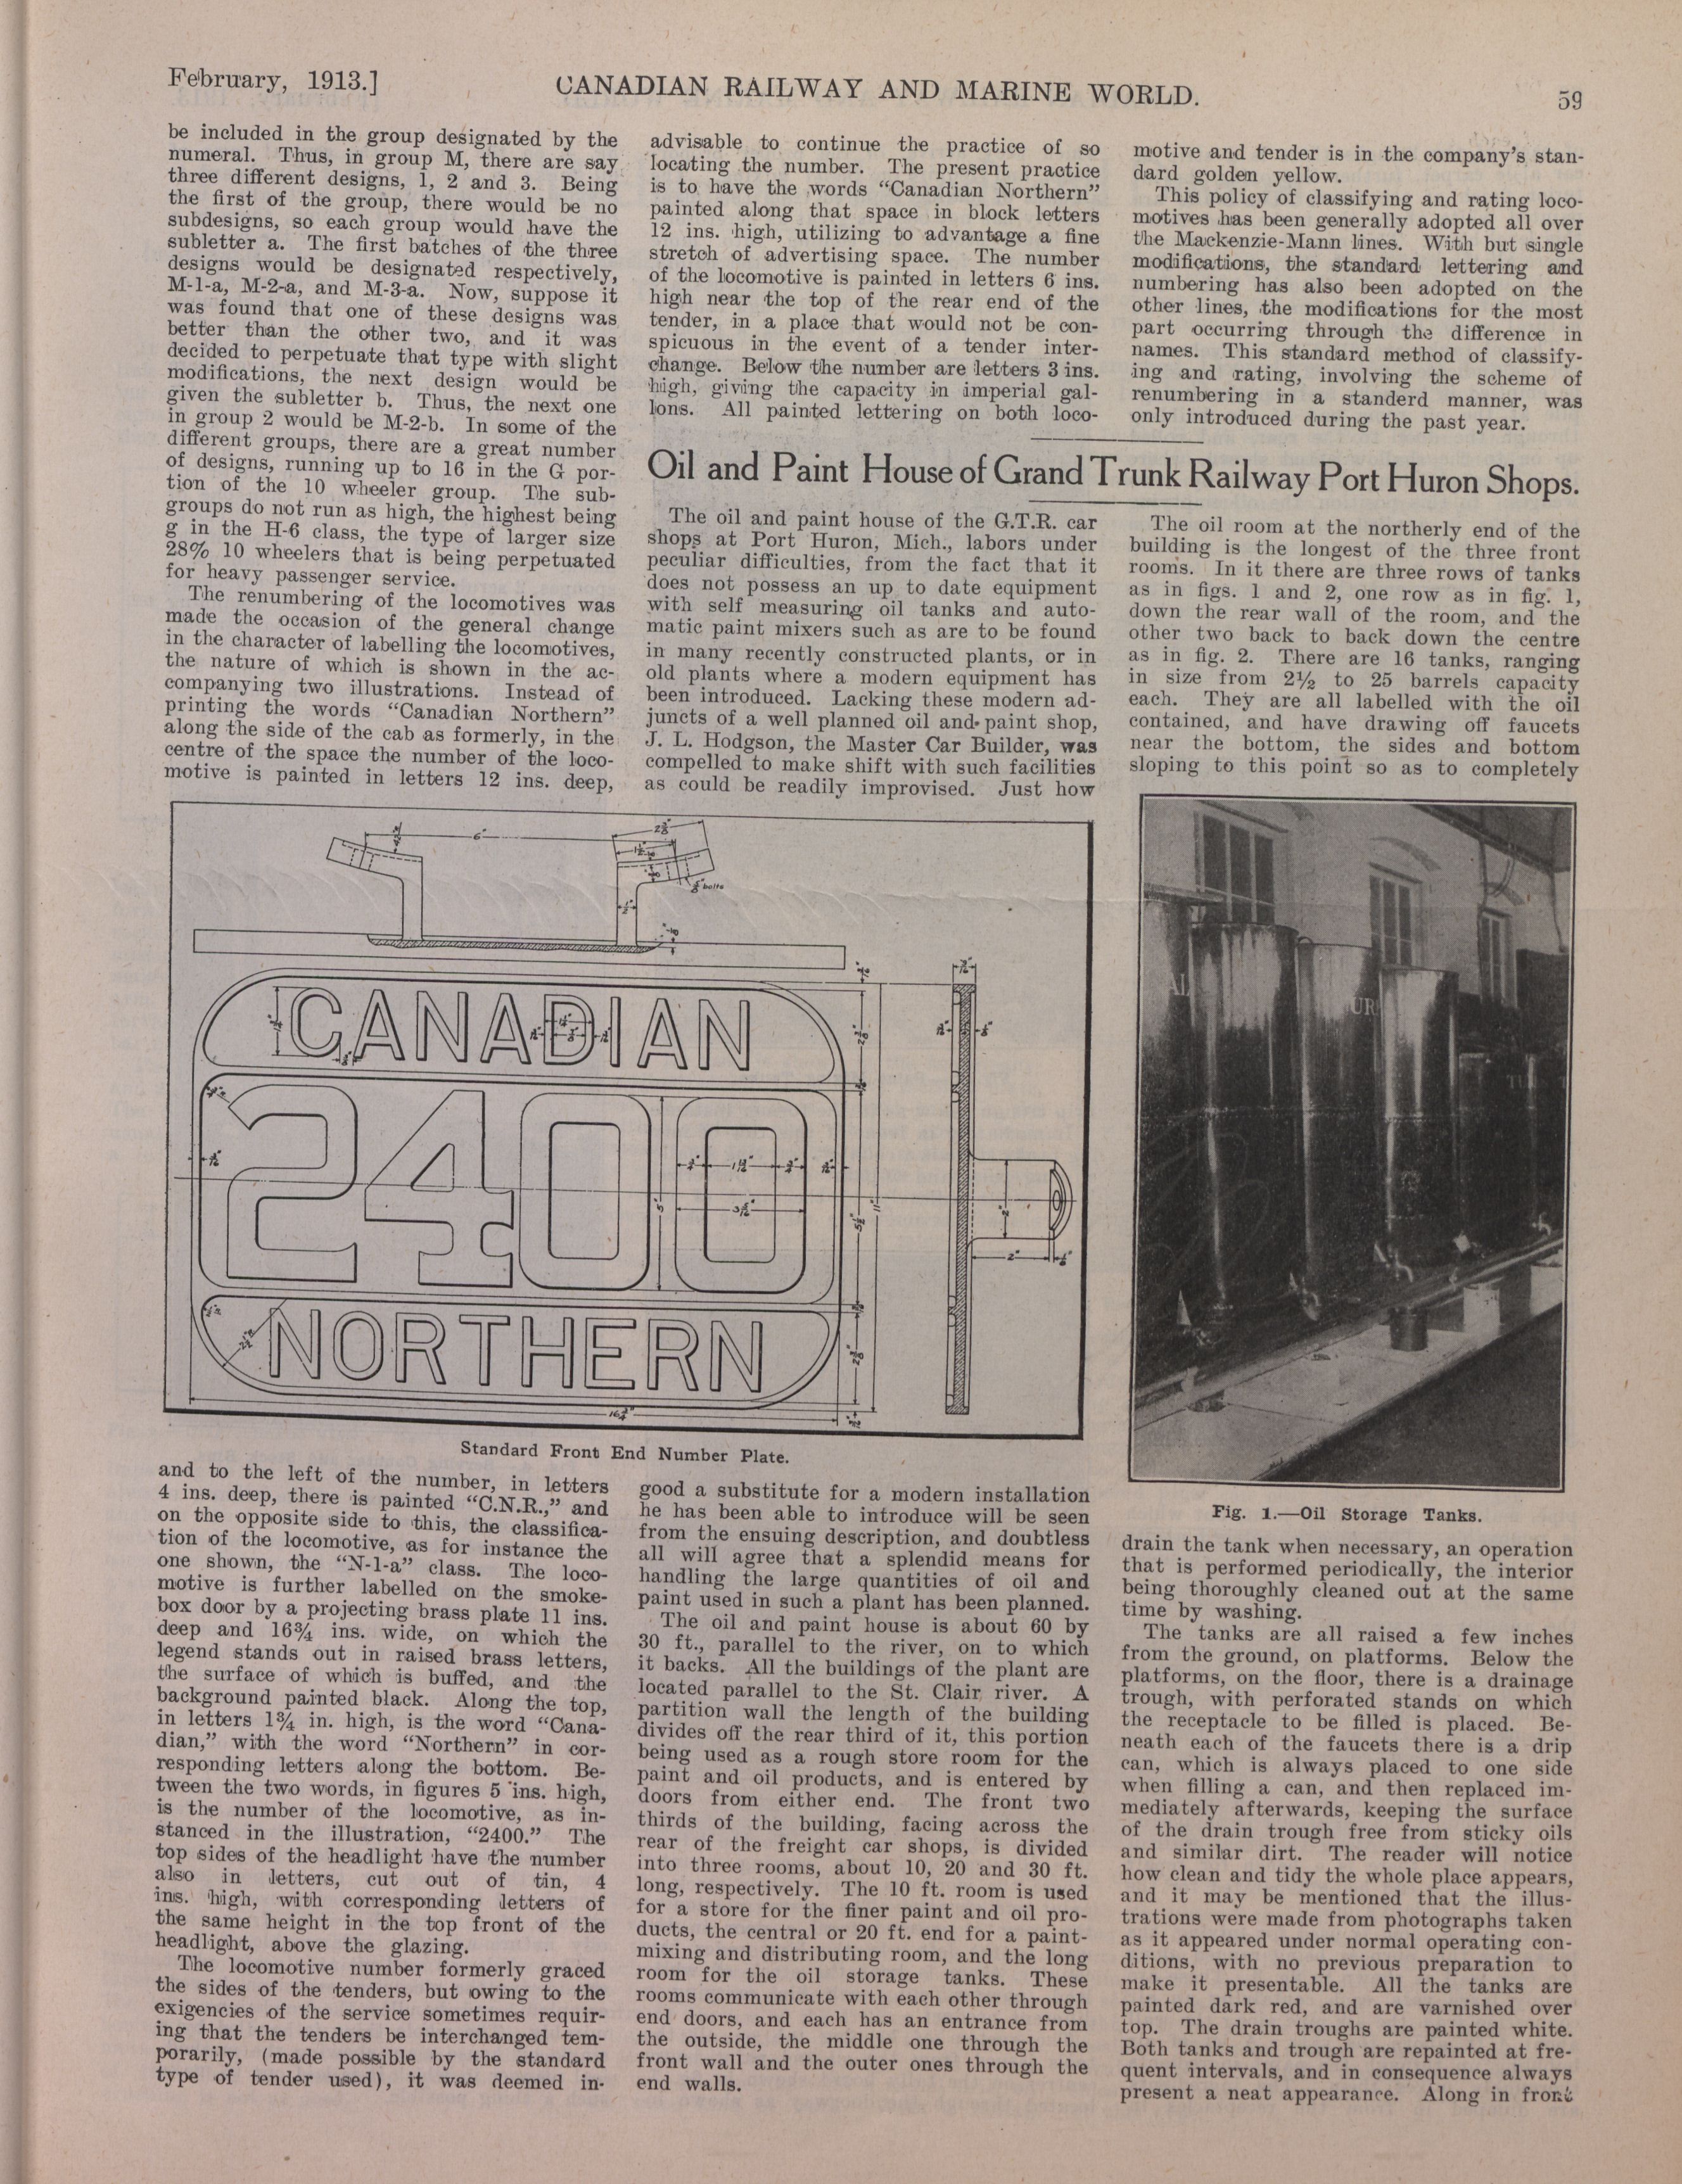 February, 1913.]
CANADIAN RAILWAY AND MARINE WORLD.
59
be included in the group designated by the
numeral. Thus, in group M, there are say
three different designs, 1, 2 and 3. Being
the first of the group, there would be no
subdesigns, so each group would have the
subletter a. The first batches of the three
designs would be designated respectively,
M-1-a, M-2-a, and M-3-a. Now, suppose it
was found that one of these designs was
better than the other two, and it was
decided to perpetuate that type with slight
modifications, the next design would be
given the subletter b. Thus, the next one
in group 2 would be M-2-b. In some of the
different groups, there are a great number
of designs, running up to 16 in the G por-
tion of the 10 wheeler group. The sub-
groups do not run as high, the highest being
g in the H-6 class, the type of larger size
28% 10 wheelers that is being perpetuated
for heavy passenger service.
The renumbering of the locomotives was
made the occasion of the general change
in the character of labelling the locomotives,
the nature of which is shown in the ac-
companying two illustrations. Instead of
printing the words "Canadian Northern"
along the side of the cab as formerly, in the
centre of the space the number of the loco-
motive is painted in letters 12 ins. deep,
advisable to continue the practice of so
locating the number. The present practice
is to have the words "Canadian Northern"
painted along that space in block letters
12 ins. high, utilizing to advantage a fine
stretch of advertising space. The number
of the locomotive is painted in letters 6 ins.
high near the top of the rear end of the
tender, in a place that would not be con-
spicuous in the event of a tender inter-
change. Below the number are letters 3 ins.
high, giving the capacity in imperial gal-
lons. All painted lettering on both loco-
motive and tender is in the company's stan-
dard golden yellow.
This policy of classifying and rating loco-
motives has been generally adopted all over
the Mackenzie-Mann lines. With but single
modifications, the standard lettering and
numbering has also been adopted on the
other lines, the modifications for the most
part occurring through the difference in
names. This standard method of classify-
ing and rating, involving the scheme of
renumbering in a standerd manner, was
only introduced during the past year.
Oil and Paint House of Grand Trunk Railway Port Huron Shops.
The oil and paint house of the G.T.R. car
shops at Port Huron, Mich., labors under
peculiar difficulties, from the fact that it
does not possess an up to date equipment
with self measuring oil tanks and auto-
matic paint mixers such as are to be found
in many recently constructed plants, or in
old plants where a modern equipment has
been introduced. Lacking these modern ad-
juncts of a well planned oil and paint shop,
J. L. Hodgson, the Master Car Builder, was
compelled to make shift with such facilities
as could be readily improvised. Just how
The oil room at the northerly end of the
building is the longest of the three front
rooms. In it there are three rows of tanks
as in figs. 1 and 2, one row as in fig. 1,
down the rear wall of the room, and the
other two back to back down the centre
as in fig. 2. There are 16 tanks, ranging
in size from 2½ to 25 barrels capacity
each. They are all labelled with the oil
contained, and have drawing off faucets
near the bottom, the sides and bottom
sloping to this point so as to completely
6"
bolts
CANADIAN
2400
NORTHERN
5"
3½"
2"
11"
16¾"
Standard Front End Number Plate.
AL
UR
Fig. 1.—Oil Storage Tanks.
and to the left of the number, in letters
4 ins. deep, there is painted "C.N.R.," and
on the opposite side to this, the classifica-
tion of the locomotive, as for instance the
one shown, the "N-1-a" class. The loco-
motive is further labelled on the smoke-
box door by a projecting brass plate 11 ins.
deep and 16¾ ins. wide, on which the
legend stands out in raised brass letters,
the surface of which is buffed, and the
background painted black. Along the top,
in letters 1¾ in. high, is the word "Cana-
dian," with the word "Northern" in cor-
responding letters along the bottom. Be-
tween the two words, in figures 5 ins. high,
is the number of the locomotive, as in-
stanced in the illustration, "2400." The
top sides of the headlight have the number
also in letters, cut out of tin, 4
ins. high, with corresponding letters of
the same height in the top front of the
headlight, above the glazing.
The locomotive number formerly graced
the sides of the tenders, but owing to the
exigencies of the service sometimes requir-
ing that the tenders be interchanged tem-
porarily, (made possible by the standard
type of tender used), it was deemed in-
good a substitute for a modern installation
he has been able to introduce will be seen
from the ensuing description, and doubtless
all will agree that a splendid means for
handling the large quantities of oil and
paint used in such a plant has been planned.
The oil and paint house is about 60 by
30 ft., parallel to the river, on to which
it backs. All the buildings of the plant are
located parallel to the St. Clair river. A
partition wall the length of the building
divides off the rear third of it, this portion
being used as a rough store room for the
paint and oil products, and is entered by
doors from either end. The front two
thirds of the building, facing across the
rear of the freight car shops, is divided
into three rooms, about 10, 20 and 30 ft.
long, respectively. The 10 ft. room is used
for a store for the finer paint and oil pro-
ducts, the central or 20 ft. end for a paint-
mixing and distributing room, and the long
room for the oil storage tanks. These
rooms communicate with each other through
end doors, and each has an entrance from
the outside, the middle one through the
front wall and the outer ones through the
end walls.
drain the tank when necessary, an operation
that is performed periodically, the interior
being thoroughly cleaned out at the same
time by washing.
The tanks are all raised a few inches
from the ground, on platforms. Below the
platforms, on the floor, there is a drainage
trough, with perforated stands on which
the receptacle to be filled is placed. Be-
neath each of the faucets there is a drip
can, which is always placed to one side
when filling a can, and then replaced im-
mediately afterwards, keeping the surface
of the drain trough free from sticky oils
and similar dirt. The reader will notice
how clean and tidy the whole place appears,
and it may be mentioned that the illus-
trations were made from photographs taken
as it appeared under normal operating con-
ditions, with no previous preparation to
make it presentable. All the tanks are
painted dark red, and are varnished over
top. The drain troughs are painted white.
Both tanks and trough are repainted at fre-
quent intervals, and in consequence always
present a neat appearance. Along in front